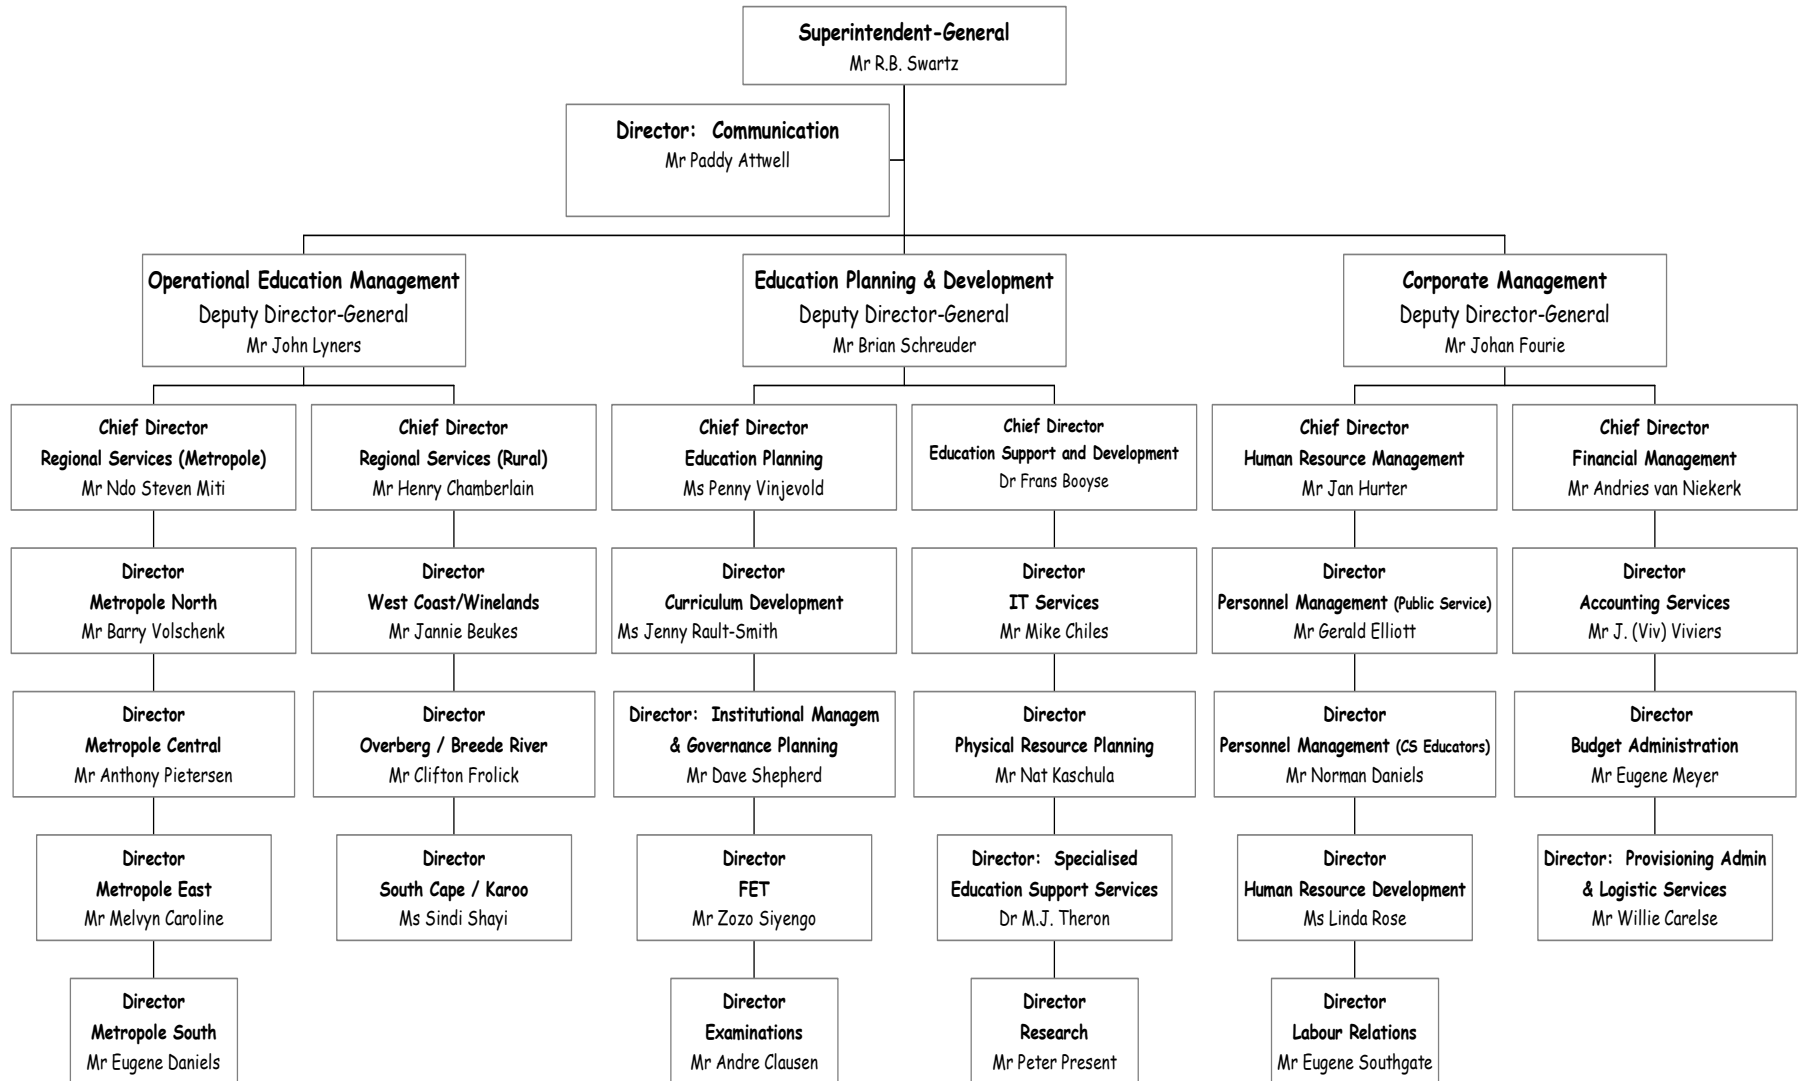 Superintendent-General
Mr R.B. Swartz
Director: Communication
Mr Paddy Attwell
Operational Education Management
Deputy Director-General
Mr John Lyners
Education Planning & Development
Deputy Director-General
Mr Brian Schreuder
Corporate Management
Deputy Director-General
Mr Johan Fourie
Chief Director
Regional Services (Metropole)
Mr Ndo Steven Miti
Chief Director
Regional Services (Rural)
Mr Henry Chamberlain
Chief Director
Education Planning
Ms Penny Vinjevold
Chief Director
Education Support and Development
Dr Frans Booyse
Chief Director
Human Resource Management
Mr Jan Hurter
Chief Director
Financial Management
Mr Andries van Niekerk
Director
Metropole North
Mr Barry Volschenk
Director
West Coast/Winelands
Mr Jannie Beukes
Director
Curriculum Development
Ms Jenny Rault-Smith
Director
IT Services
Mr Mike Chiles
Director
Personnel Management (Public Service)
Mr Gerald Elliott
Director
Accounting Services
Mr J. (Viv) Viviers
Director
Metropole Central
Mr Anthony Pietersen
Director
Overberg / Breede River
Mr Clifton Frolick
Director: Institutional Managem
& Governance Planning
Mr Dave Shepherd
Director
Physical Resource Planning
Mr Nat Kaschula
Director
Personnel Management (CS Educators)
Mr Norman Daniels
Director
Budget Administration
Mr Eugene Meyer
Director
Metropole East
Mr Melvyn Caroline
Director
South Cape / Karoo
Ms Sindi Shayi
Director
FET
Mr Zozo Siyengo
Director: Specialised
Education Support Services
Dr M.J. Theron
Director
Human Resource Development
Ms Linda Rose
Director: Provisioning Admin
& Logistic Services
Mr Willie Carelse
Director
Metropole South
Mr Eugene Daniels
Director
Examinations
Mr Andre Clausen
Director
Research
Mr Peter Present
Director
Labour Relations
Mr Eugene Southgate